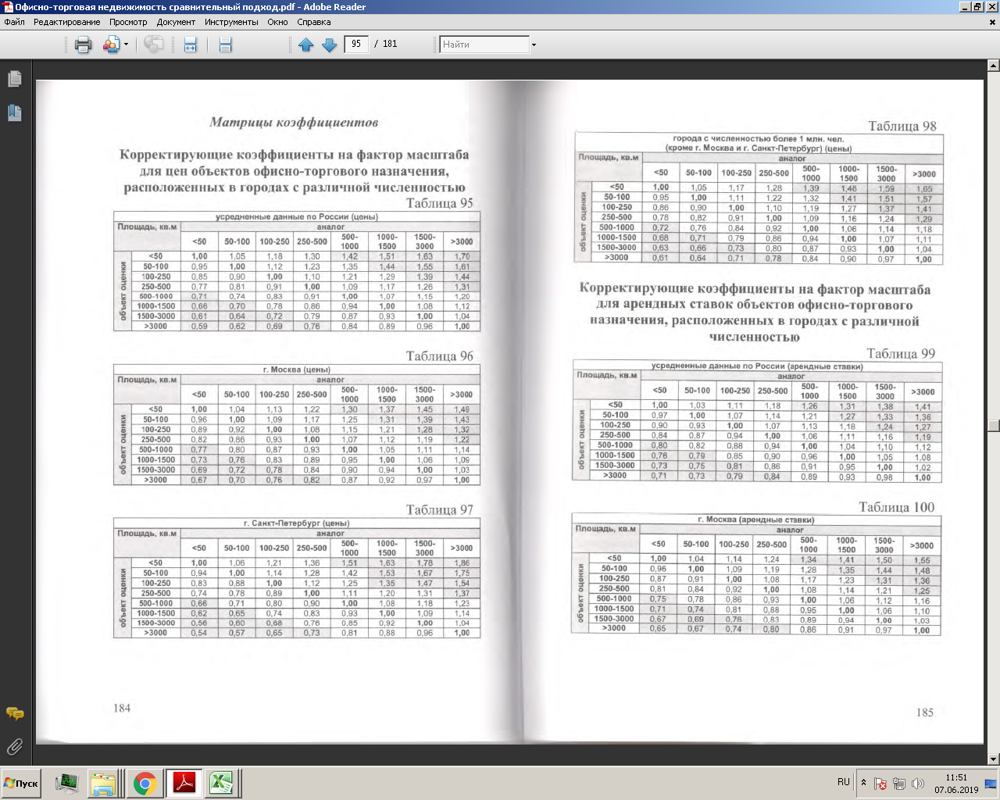 Офисно-торговая недвижимость сравнительный подход.pdf - Adobe Reader
Файл Редактирование Просмотр Документ Инструменты Окно Справка
95 / 181 Найти
Матрицы коэффициентов
Корректирующие коэффициенты на фактор масштаба
для цен объектов офисно-торгового назначения,
расположенных в городах с различной численностью
Таблица 95
усредненные данные по России (цены)
Площадь, кв.м аналог
<50 50-100 100-250 250-500 500-1000 1000-1500 1500-3000 >3000
объект оценки
<50 1,00 1,05 1,18 1,30 1,42 1,51 1,63 1,70
50-100 0,95 1,00 1,12 1,23 1,35 1,44 1,55 1,61
100-250 0,85 0,90 1,00 1,10 1,21 1,29 1,39 1,44
250-500 0,77 0,81 0,91 1,00 1,09 1,17 1,26 1,31
500-1000 0,71 0,74 0,83 0,91 1,00 1,07 1,15 1,20
1000-1500 0,66 0,70 0,78 0,86 0,94 1,00 1,08 1,12
1500-3000 0,61 0,64 0,72 0,79 0,87 0,93 1,00 1,04
>3000 0,59 0,62 0,69 0,76 0,84 0,89 0,96 1,00
Таблица 96
г. Москва (цены)
Площадь, кв.м аналог
<50 50-100 100-250 250-500 500-1000 1000-1500 1500-3000 >3000
объект оценки
<50 1,00 1,04 1,13 1,22 1,30 1,37 1,45 1,49
50-100 0,96 1,00 1,09 1,17 1,25 1,31 1,39 1,43
100-250 0,89 0,92 1,00 1,08 1,15 1,21 1,28 1,32
250-500 0,82 0,86 0,93 1,00 1,07 1,12 1,19 1,22
500-1000 0,77 0,80 0,87 0,93 1,00 1,05 1,11 1,14
1000-1500 0,73 0,76 0,83 0,89 0,95 1,00 1,06 1,09
1500-3000 0,69 0,72 0,78 0,84 0,90 0,94 1,00 1,03
>3000 0,67 0,70 0,76 0,82 0,87 0,92 0,97 1,00
Таблица 97
г. Санкт-Петербург (цены)
Площадь, кв.м аналог
<50 50-100 100-250 250-500 500-1000 1000-1500 1500-3000 >3000
объект оценки
<50 1,00 1,06 1,21 1,36 1,51 1,63 1,78 1,86
50-100 0,94 1,00 1,14 1,28 1,42 1,53 1,67 1,75
100-250 0,83 0,88 1,00 1,12 1,25 1,35 1,47 1,54
250-500 0,74 0,78 0,89 1,00 1,11 1,20 1,31 1,37
500-1000 0,66 0,71 0,80 0,90 1,00 1,08 1,18 1,23
1000-1500 0,62 0,65 0,74 0,83 0,93 1,00 1,09 1,14
1500-3000 0,56 0,60 0,68 0,76 0,85 0,92 1,00 1,04
>3000 0,54 0,57 0,65 0,73 0,81 0,88 0,96 1,00
184
Таблица 98
города с численностью более 1 млн. чел.
(кроме г. Москва и г. Санкт-Петербург) (цены)
Площадь, кв.м аналог
<50 50-100 100-250 250-500 500-1000 1000-1500 1500-3000 >3000
объект оценки
<50 1,00 1,05 1,17 1,28 1,39 1,48 1,59 1,65
50-100 0,95 1,00 1,11 1,22 1,32 1,41 1,51 1,57
100-250 0,86 0,90 1,00 1,10 1,19 1,27 1,37 1,41
250-500 0,78 0,82 0,91 1,00 1,09 1,16 1,24 1,29
500-1000 0,72 0,76 0,84 0,92 1,00 1,06 1,14 1,18
1000-1500 0,68 0,71 0,79 0,86 0,94 1,00 1,07 1,11
1500-3000 0,63 0,66 0,73 0,80 0,87 0,93 1,00 1,04
>3000 0,61 0,64 0,71 0,78 0,84 0,90 0,97 1,00
Корректирующие коэффициенты на фактор масштаба
для арендных ставок объектов офисно-торгового
назначения, расположенных в городах с различной
численностью
Таблица 99
усредненные данные по России (арендные ставки)
Площадь, кв.м аналог
<50 50-100 100-250 250-500 500-1000 1000-1500 1500-3000 >3000
объект оценки
<50 1,00 1,03 1,11 1,18 1,26 1,31 1,38 1,41
50-100 0,97 1,00 1,07 1,14 1,21 1,27 1,33 1,36
100-250 0,90 0,93 1,00 1,07 1,13 1,18 1,24 1,27
250-500 0,84 0,87 0,94 1,00 1,06 1,11 1,16 1,19
500-1000 0,80 0,82 0,88 0,94 1,00 1,04 1,10 1,12
1000-1500 0,76 0,79 0,85 0,90 0,96 1,00 1,05 1,08
1500-3000 0,73 0,75 0,81 0,86 0,91 0,95 1,00 1,02
>3000 0,71 0,73 0,79 0,84 0,89 0,93 0,98 1,00
Таблица 100
г. Москва (арендные ставки)
Площадь, кв.м аналог
<50 50-100 100-250 250-500 500-1000 1000-1500 1500-3000 >3000
объект оценки
<50 1,00 1,04 1,14 1,24 1,34 1,41 1,50 1,55
50-100 0,96 1,00 1,09 1,19 1,28 1,35 1,44 1,48
100-250 0,87 0,91 1,00 1,08 1,17 1,23 1,31 1,36
250-500 0,81 0,84 0,92 1,00 1,08 1,14 1,21 1,25
500-1000 0,75 0,78 0,86 0,93 1,00 1,06 1,12 1,16
1000-1500 0,71 0,74 0,81 0,88 0,95 1,00 1,06 1,10
1500-3000 0,67 0,69 0,76 0,83 0,89 0,94 1,00 1,03
>3000 0,65 0,67 0,74 0,80 0,86 0,91 0,97 1,00
185
Пуск RU 11:51
07.06.2019